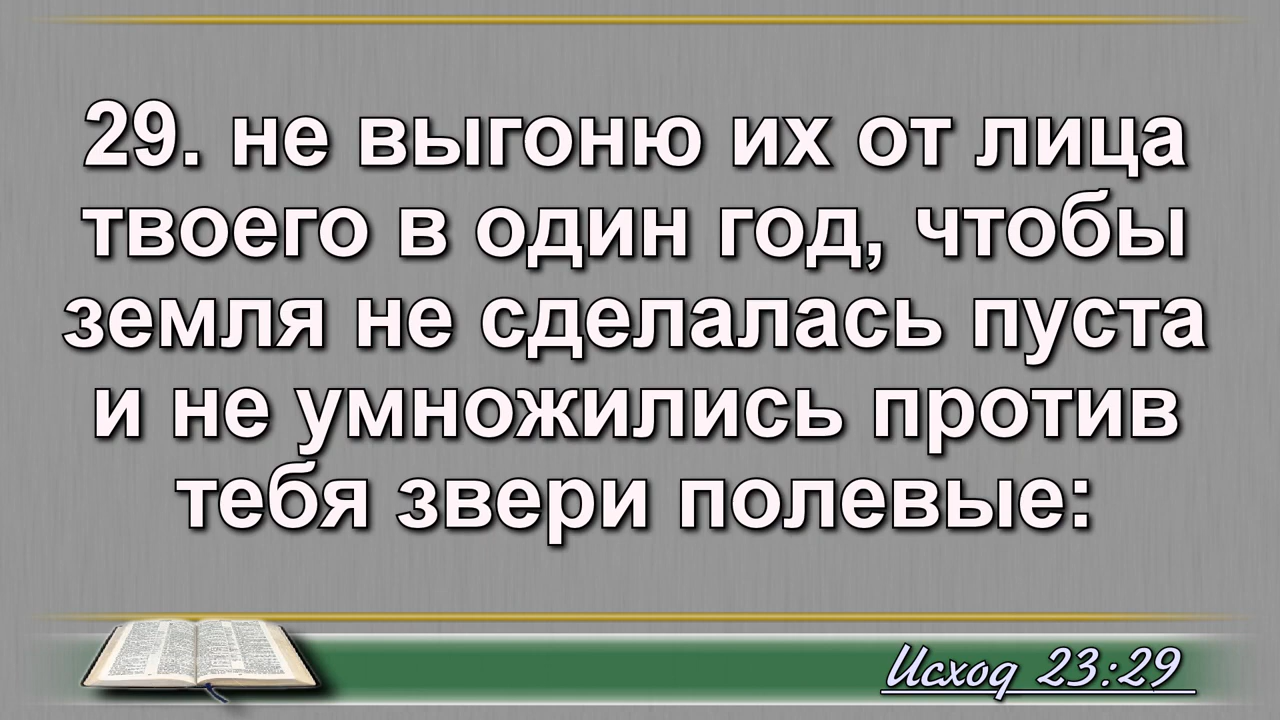 29. не выгоню их от лица
твоего в один год, чтобы
земля не сделалась пуста
и не умножились против
тебя звери полевые:
Исход 23:29